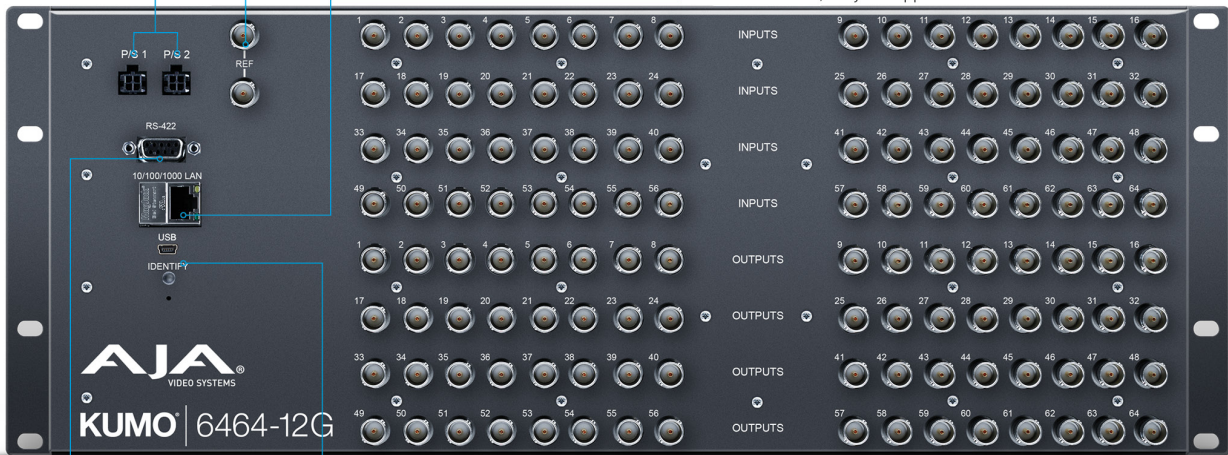 P/S 1 P/S 2
REF
RS-422
10/100/1000 LAN
USB
IDENTIFY
AJA®
VIDEO SYSTEMS
KUMO® 6464-12G
1 2 3 4 5 6 7 8 INPUTS 9 10 11 12 13 14 15 16
17 18 19 20 21 22 23 24 INPUTS 25 26 27 28 29 30 31 32
33 34 35 36 37 38 39 40 INPUTS 41 42 43 44 45 46 47 48
49 50 51 52 53 54 55 56 INPUTS 57 58 59 60 61 62 63 64
1 2 3 4 5 6 7 8 OUTPUTS 9 10 11 12 13 14 15 16
17 18 19 20 21 22 23 24 OUTPUTS 25 26 27 28 29 30 31 32
33 34 35 36 37 38 39 40 OUTPUTS 41 42 43 44 45 46 47 48
49 50 51 52 53 54 55 56 OUTPUTS 57 58 59 60 61 62 63 64